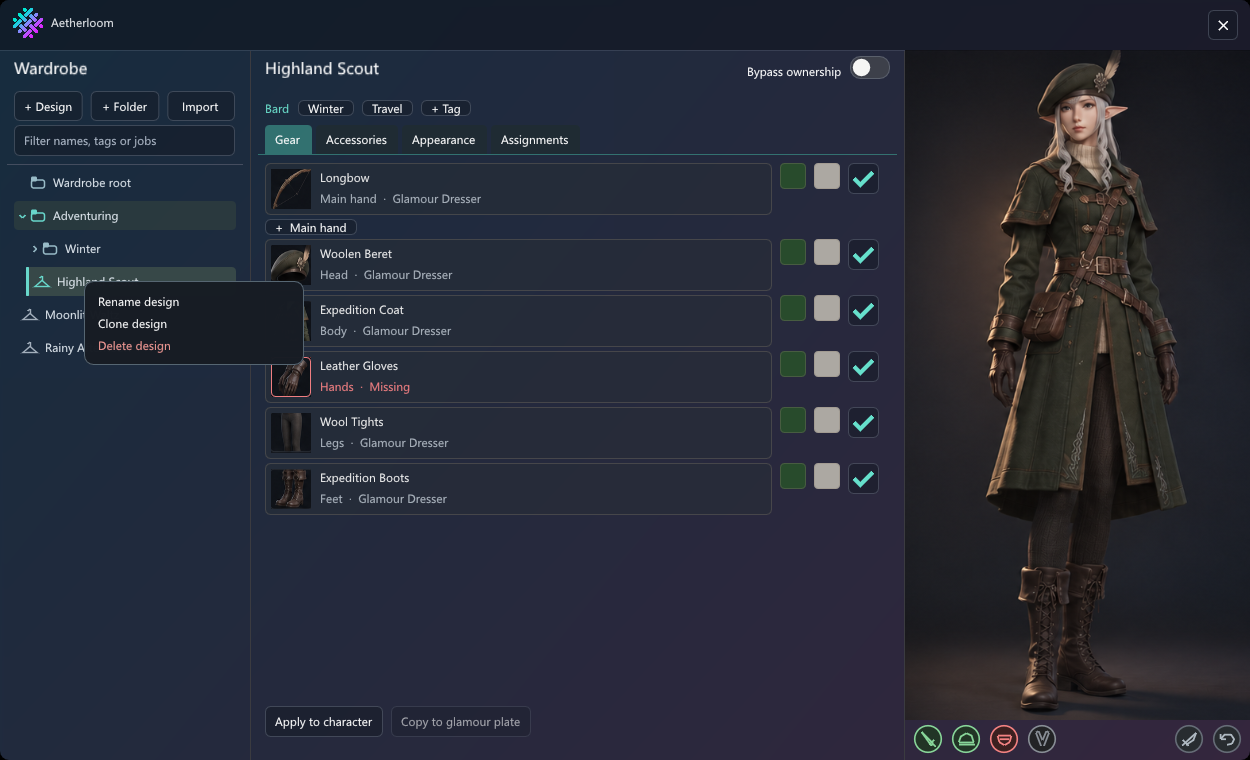 Aetherloom
Wardrobe
+ Design
+ Folder
Import
Filter names, tags or jobs
Wardrobe root
Adventuring
Winter
Rename design
Clone design
Delete design
Highland Scout
Bypass ownership
Bard
Winter
Travel
+ Tag
Gear
Accessories
Appearance
Assignments
Longbow
Main hand · Glamour Dresser
+ Main hand
Woolen Beret
Head · Glamour Dresser
Expedition Coat
Body · Glamour Dresser
Leather Gloves
Hands · Missing
Wool Tights
Legs · Glamour Dresser
Expedition Boots
Feet · Glamour Dresser
Apply to character
Copy to glamour plate